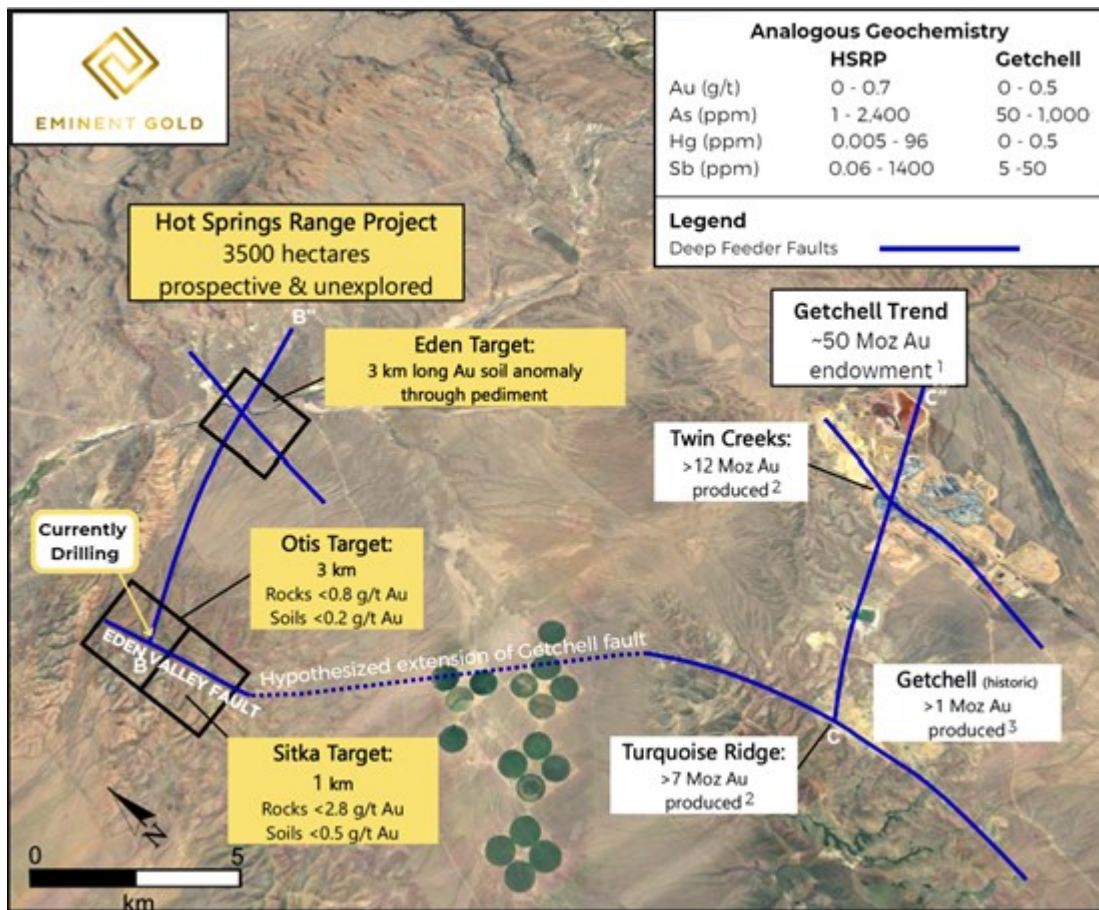 EMINENT GOLD
Analogous Geochemistry
HSRP Getchell
Au (g/t) 0 - 0.7 0 - 0.5
As (ppm) 1 - 2,400 50 - 1,000
Hg (ppm) 0.005 - 96 0 - 0.5
Sb (ppm) 0.06 - 1400 5 -50
Legend
Deep Feeder Faults
Hot Springs Range Project
3500 hectares
prospective & unexplored
B"
Eden Target:
3 km long Au soil anomaly
through pediment
Getchell Trend
~50 Moz Au
endowment 1
C"
Twin Creeks:
>12 Moz Au
produced 2
Currently
Drilling
Otis Target:
3 km
Rocks <0.8 g/t Au
Soils <0.2 g/t Au
EDEN VALLEY FAULT
B
Hypothesized extension of Getchell fault
Getchell (historic)
>1 Moz Au
produced 3
C
Turquoise Ridge:
>7 Moz Au
produced 2
Sitka Target:
1 km
Rocks <2.8 g/t Au
Soils <0.5 g/t Au
N
0 5
km